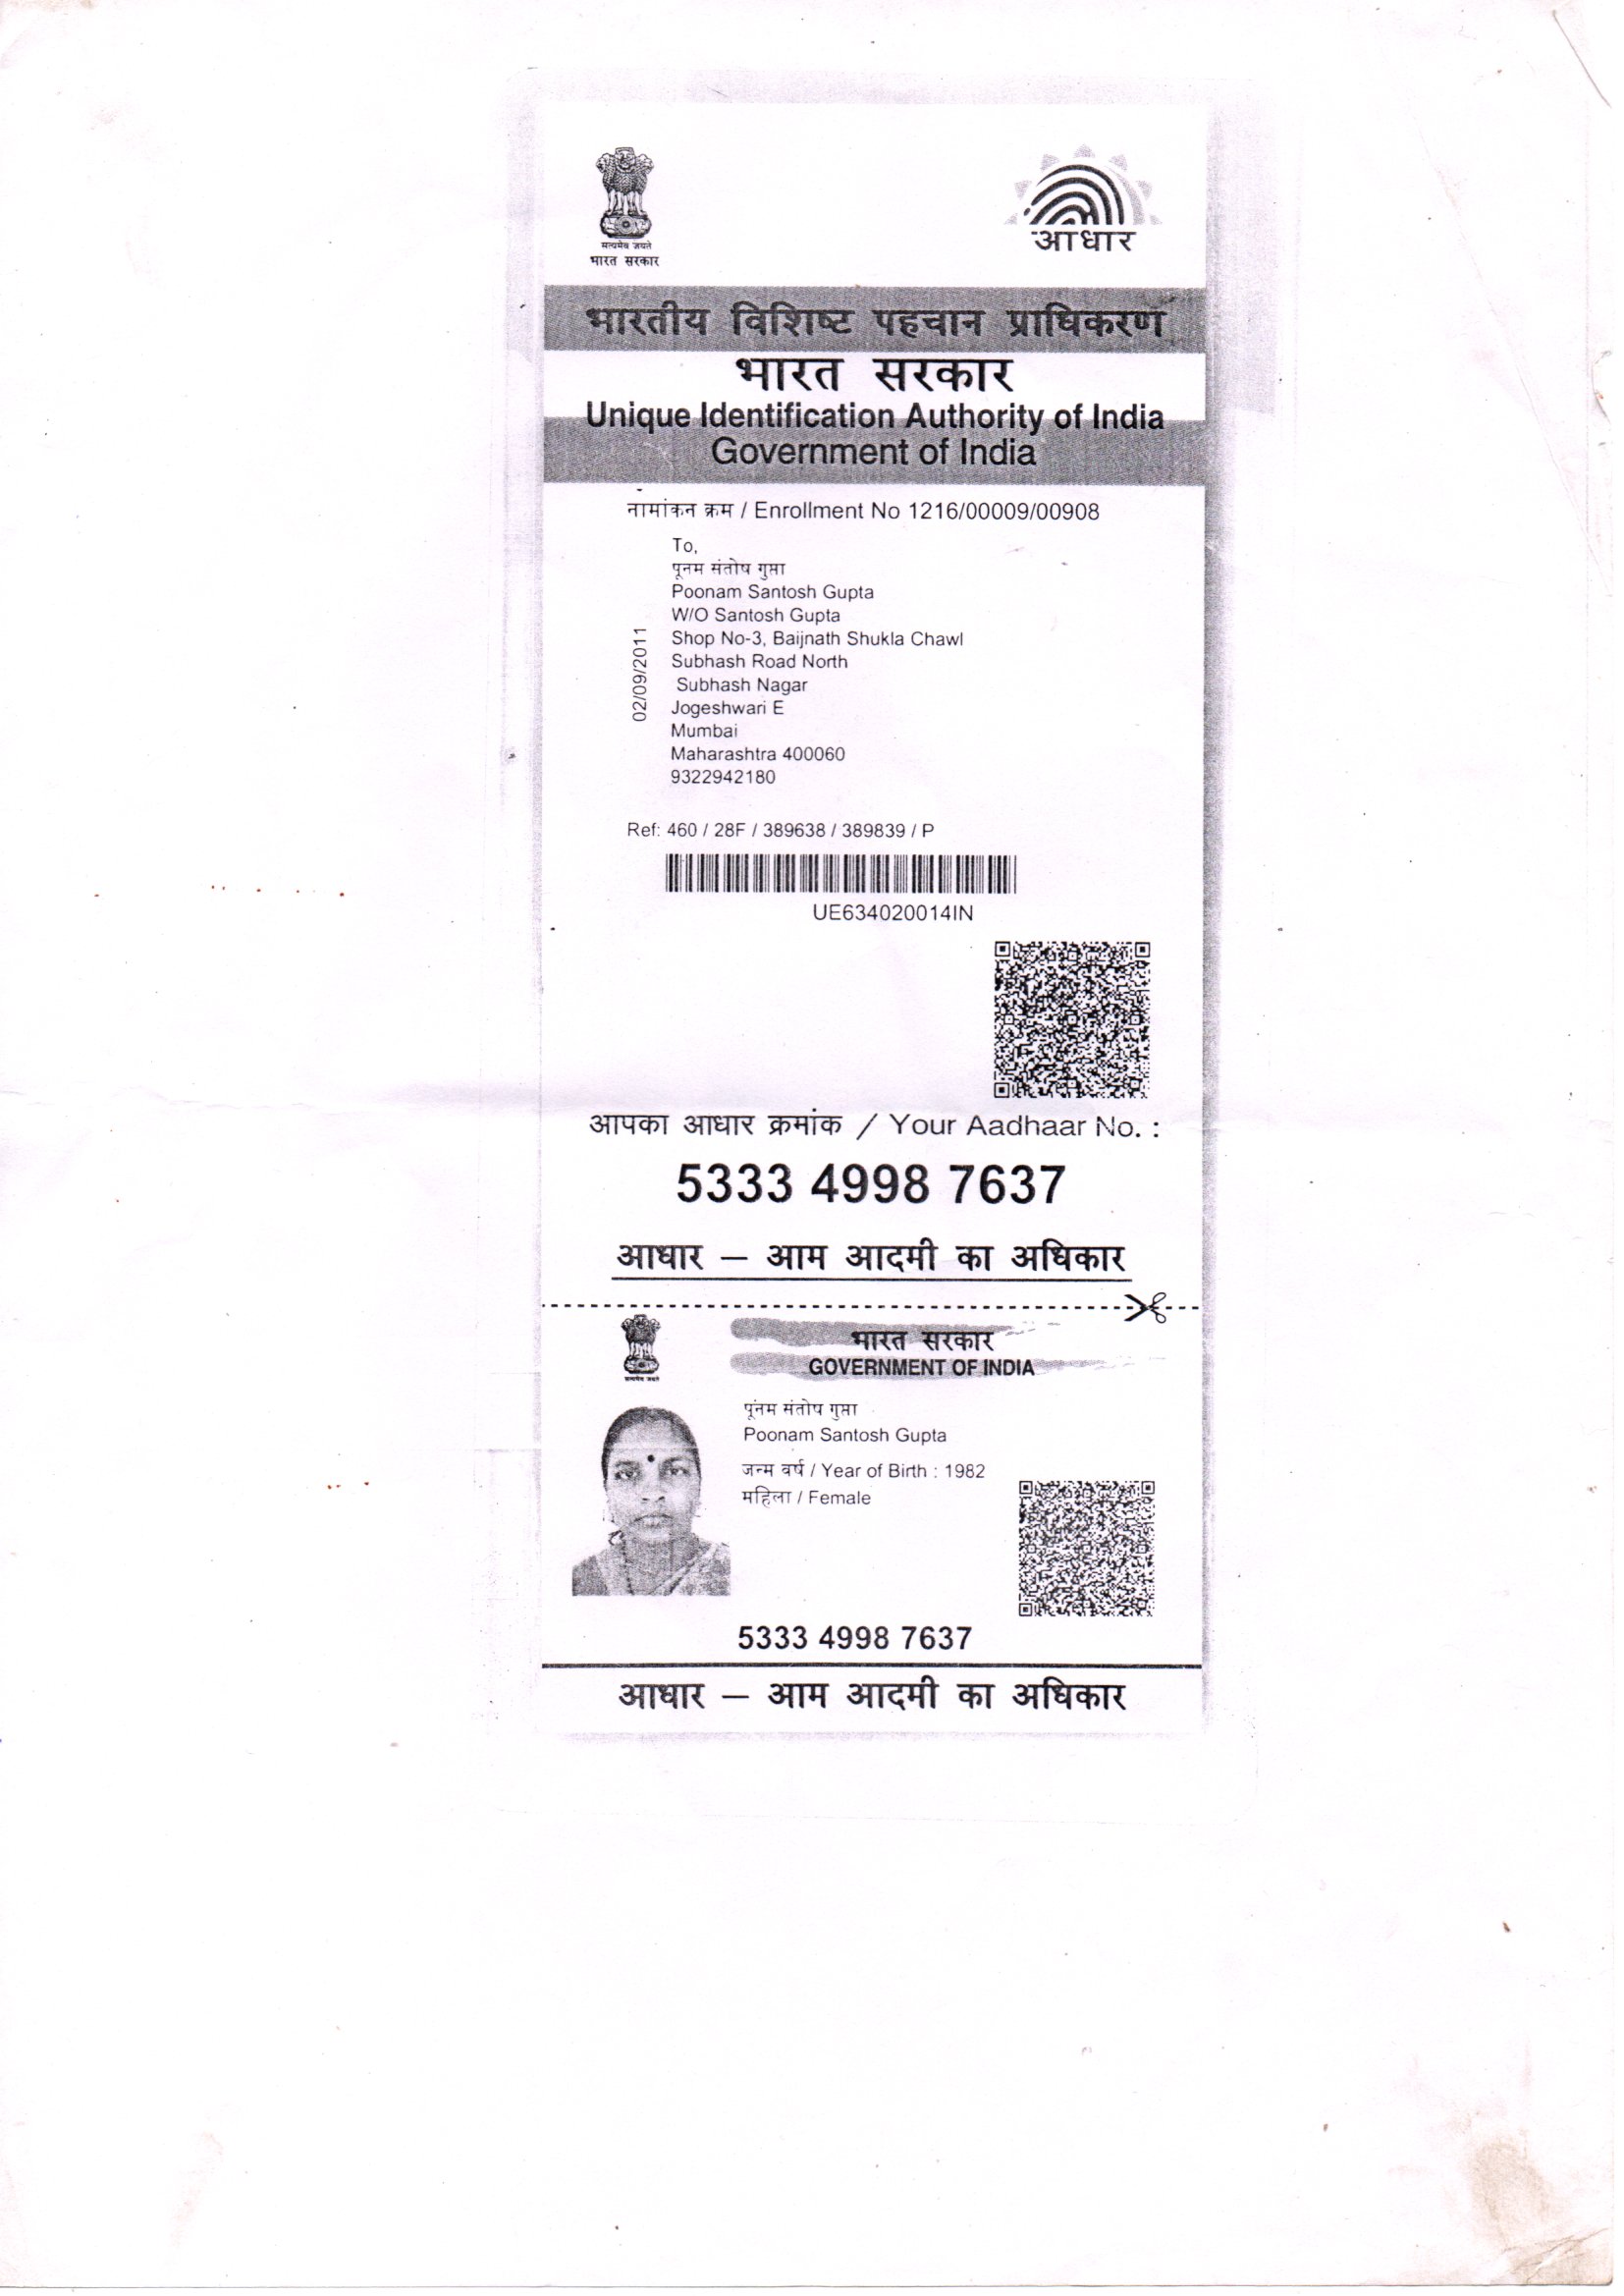 सत्यमेव जयते
भारत सरकार
आधार
भारतीय विशिष्ट पहचान प्राधिकरण
भारत सरकार
Unique Identification Authority of India
Government of India
नामांकन क्रम / Enrollment No 1216/00009/00908
To,
पूनम संतोष गुप्ता
Poonam Santosh Gupta
W/O Santosh Gupta
Shop No-3, Baijnath Shukla Chawl
Subhash Road North
Subhash Nagar
Jogeshwari E
Mumbai
Maharashtra 400060
9322942180
02/09/2011
Ref: 460 / 28F / 389638 / 389839 / P
UE634020014IN
आपका आधार क्रमांक / Your Aadhaar No. :
5333 4998 7637
आधार – आम आदमी का अधिकार
सत्यमेव जयते
भारत सरकार
GOVERNMENT OF INDIA
पूनम संतोष गुप्ता
Poonam Santosh Gupta
जन्म वर्ष / Year of Birth : 1982
महिला / Female
5333 4998 7637
आधार – आम आदमी का अधिकार